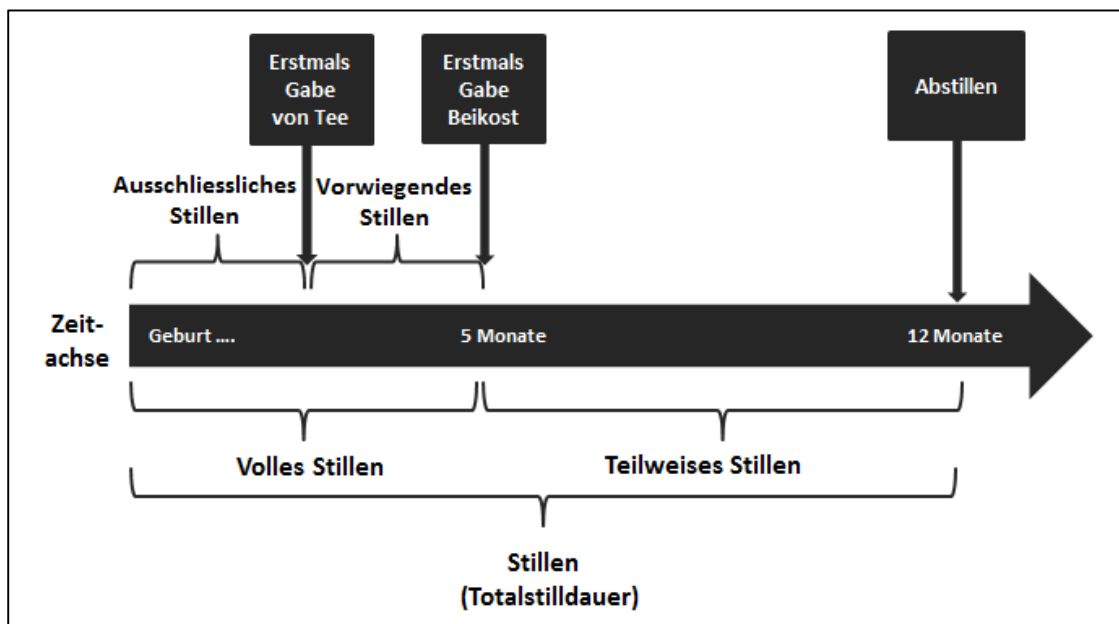 Erstmals
Gabe
von Tee
Erstmals
Gabe
Beikost
Abstillen
Ausschliessliches
Stillen
Vorwiegendes
Stillen
Zeit-
achse
Geburt ....
5 Monate
12 Monate
Volles Stillen
Teilweises Stillen
Stillen
(Totalstilldauer)